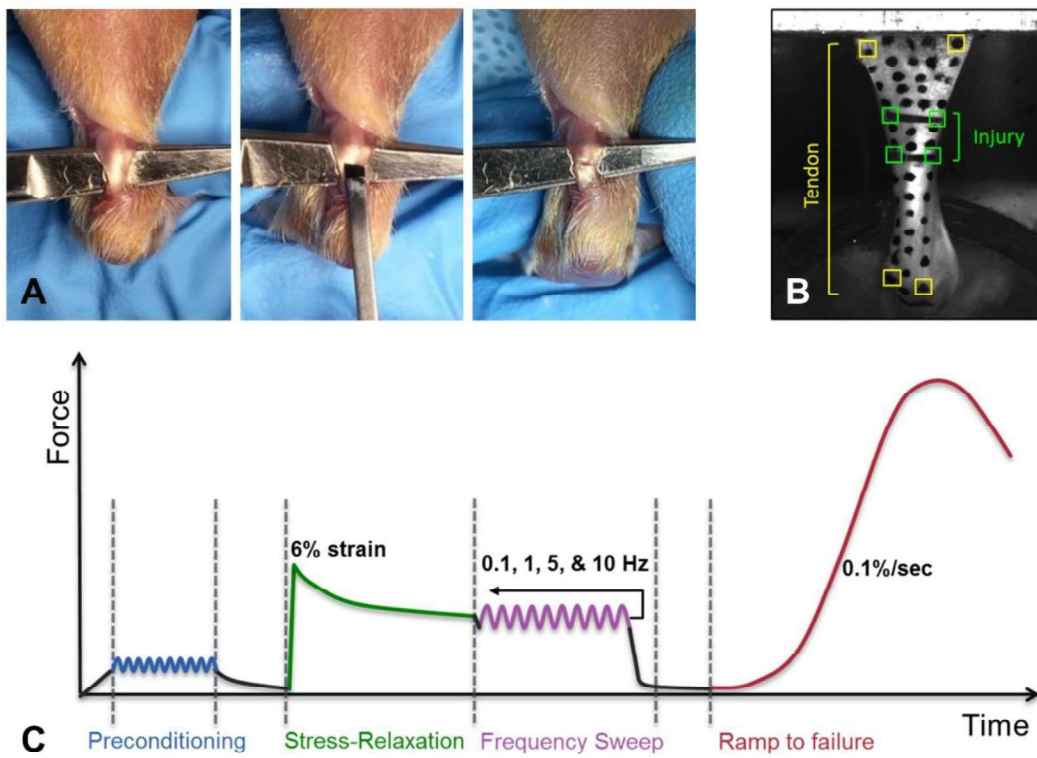 A
B
Tendon
Injury
C
Force
6% strain
0.1, 1, 5, & 10 Hz
0.1%/sec
Time
Preconditioning
Stress-Relaxation
Frequency Sweep
Ramp to failure